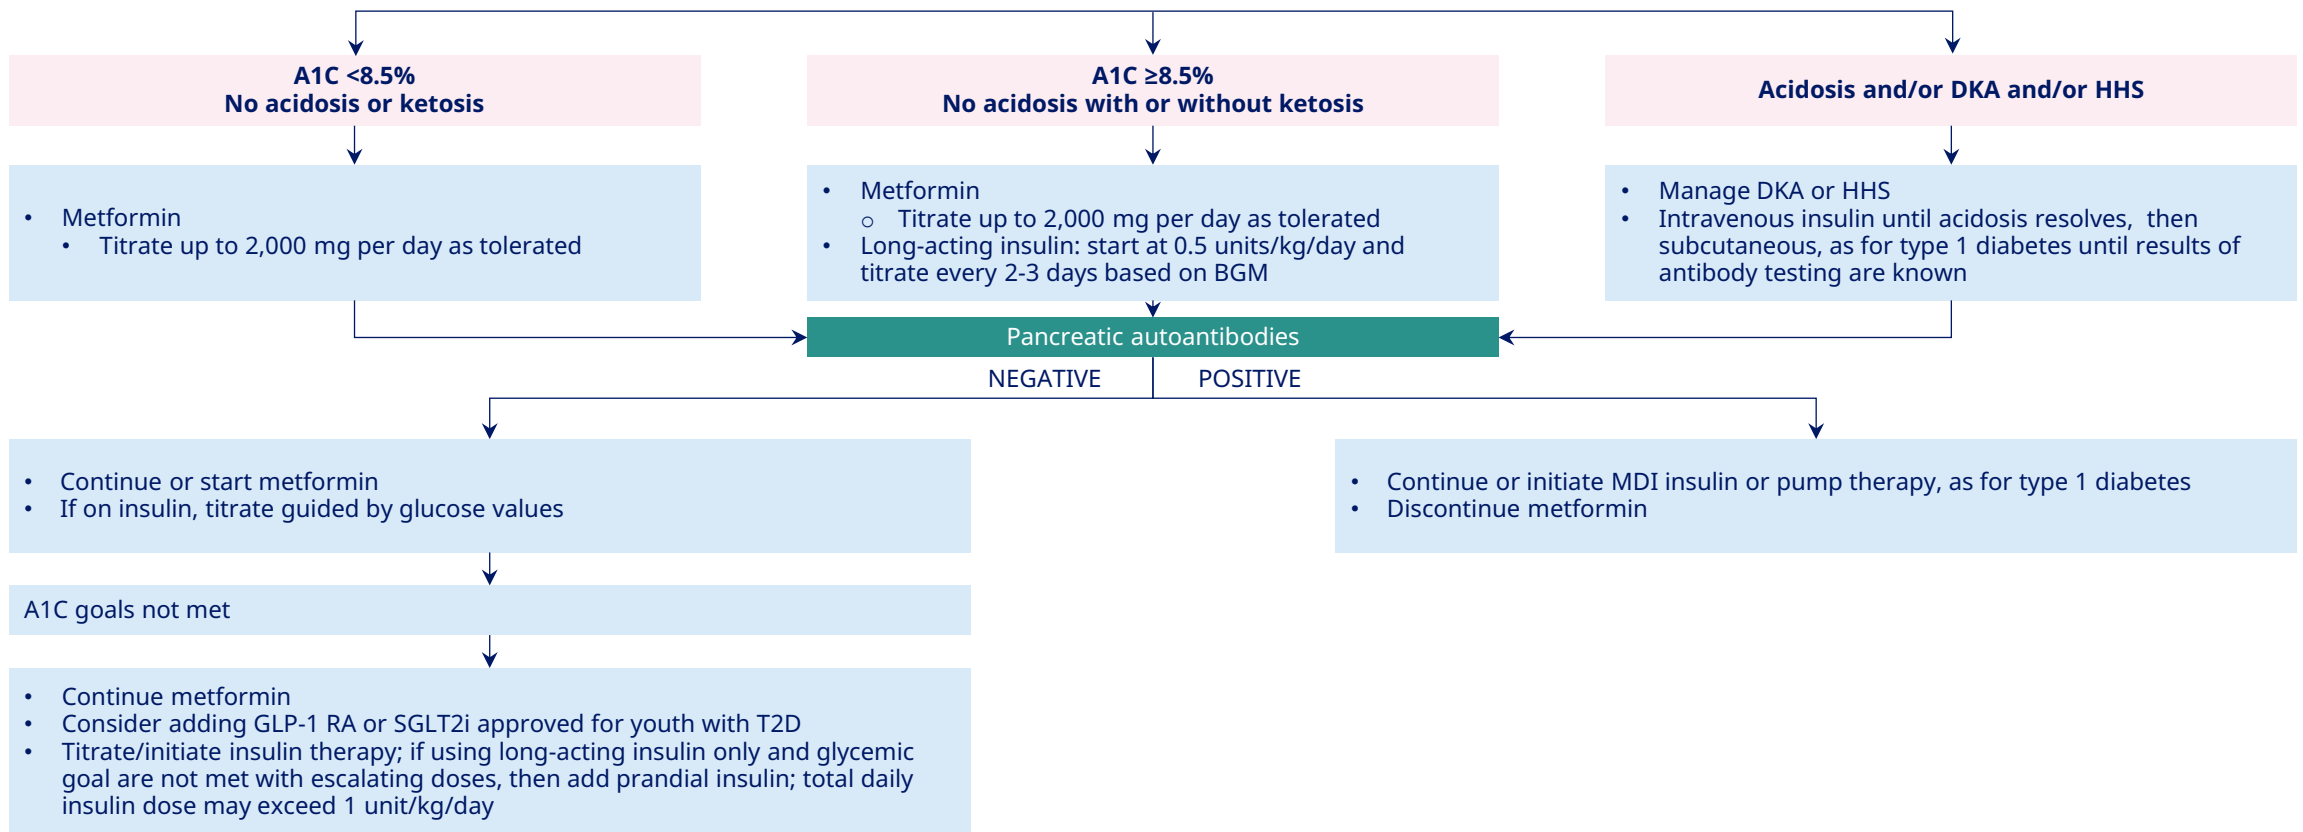 A1C <8.5%
No acidosis or ketosis
A1C ≥8.5%
No acidosis with or without ketosis
Acidosis and/or DKA and/or HHS
• Metformin
• Titrate up to 2,000 mg per day as tolerated
• Metformin
o Titrate up to 2,000 mg per day as tolerated
• Long-acting insulin: start at 0.5 units/kg/day and
titrate every 2-3 days based on BGM
• Manage DKA or HHS
• Intravenous insulin until acidosis resolves, then
subcutaneous, as for type 1 diabetes until results of
antibody testing are known
Pancreatic autoantibodies
NEGATIVE
POSITIVE
• Continue or start metformin
• If on insulin, titrate guided by glucose values
• Continue or initiate MDI insulin or pump therapy, as for type 1 diabetes
• Discontinue metformin
A1C goals not met
• Continue metformin
• Consider adding GLP-1 RA or SGLT2i approved for youth with T2D
• Titrate/initiate insulin therapy; if using long-acting insulin only and glycemic
goal are not met with escalating doses, then add prandial insulin; total daily
insulin dose may exceed 1 unit/kg/day